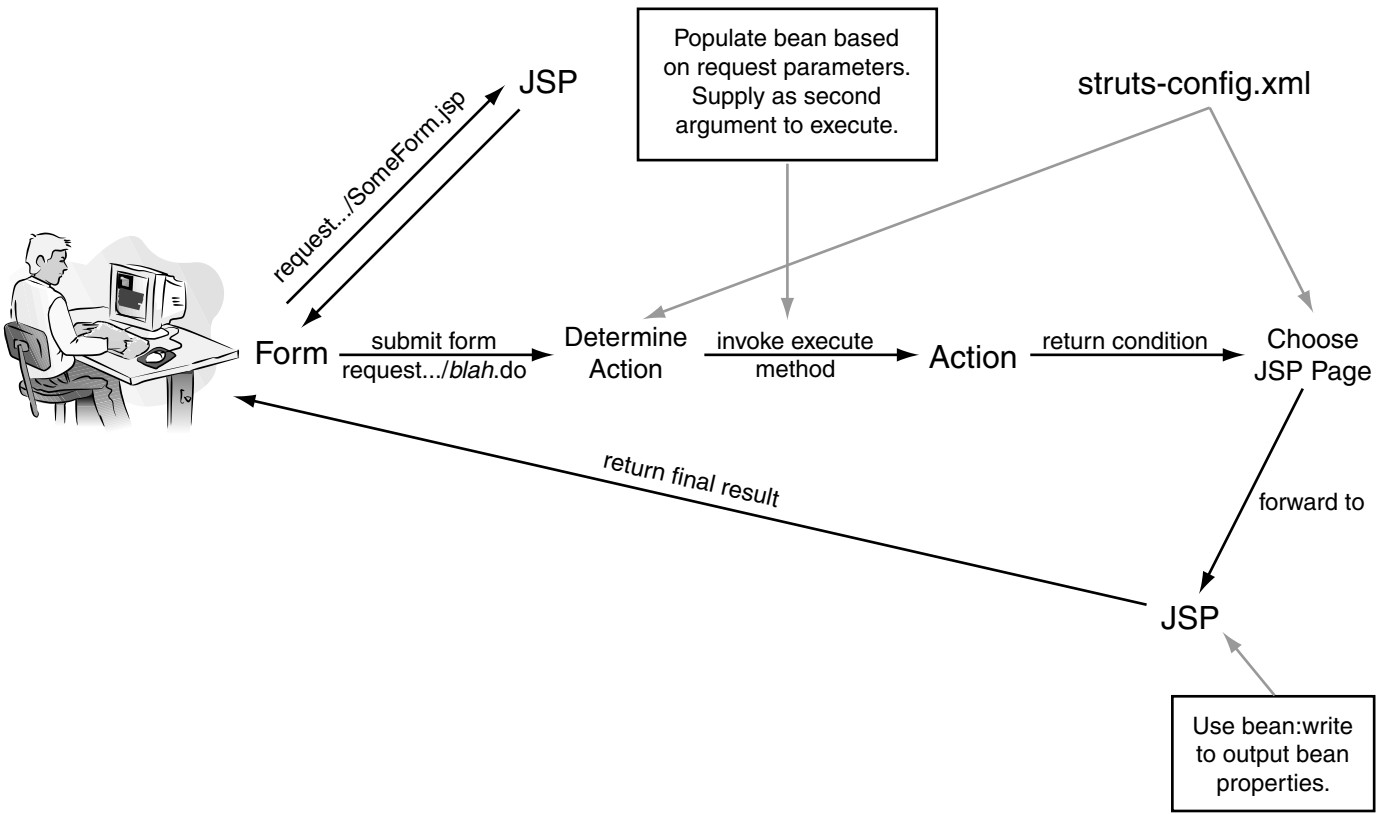 Populate bean based
on request parameters.
Supply as second
argument to execute.
JSP
struts-config.xml
request.../SomeForm.jsp
Form
submit form
request.../blah.do
Determine
Action
invoke execute
method
Action
return condition
Choose
JSP Page
return final result
forward to
JSP
Use bean:write
to output bean
properties.